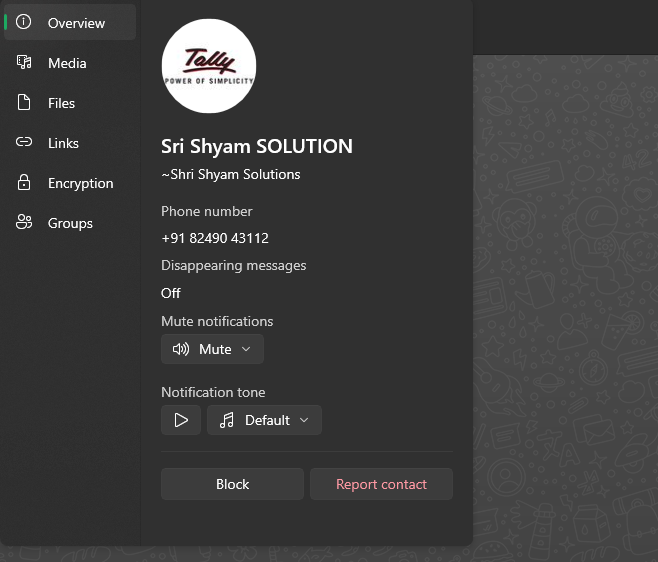 Overview
Media
Files
Links
Encryption
Groups
Tally
POWER OF SIMPLICITY
Sri Shyam SOLUTION
~Shri Shyam Solutions
Phone number
+91 82490 43112
Disappearing messages
Off
Mute notifications
Mute
Notification tone
Default
Block
Report contact